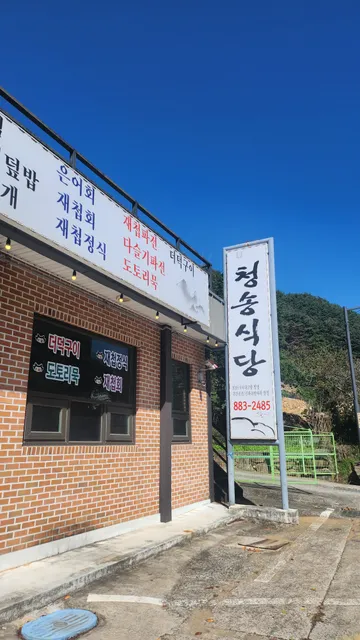 덮밥
개
은어회
재첩회
재첩정식
재첩파전
다슬기파전
도토리묵
더덕구이
더덕구이
도토리묵
재첩정식
재첩회
청송식당
883-2485